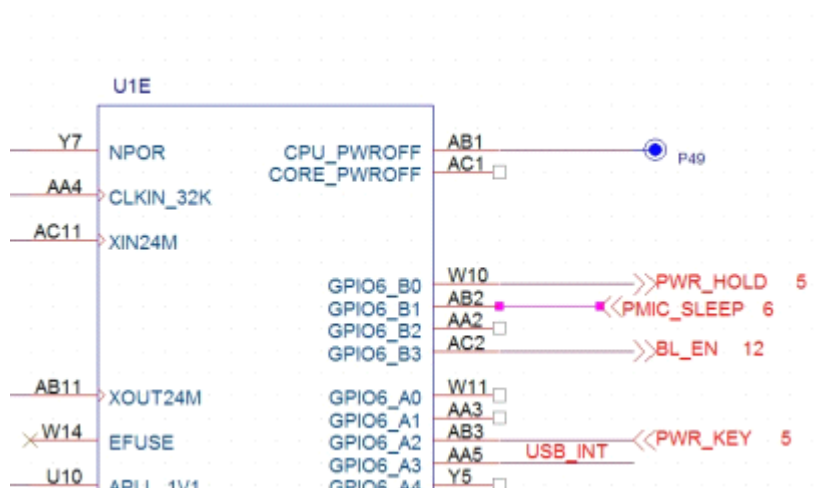 U1E
Y7 NPOR CPU_PWROFF AB1 P49
CORE_PWROFF AC1
AA4 CLKIN_32K
AC11 XIN24M
GPIO6_B0 W10 PWR_HOLD 5
GPIO6_B1 AB2 PMIC_SLEEP 6
GPIO6_B2 AA2
GPIO6_B3 AC2 BL_EN 12
AB11 XOUT24M GPIO6_A0 W11
GPIO6_A1 AA3
W14 EFUSE GPIO6_A2 AB3 PWR_KEY 5
GPIO6_A3 AA5 USB_INT
U10 APLL_1V1 GPIO6_A4 Y5